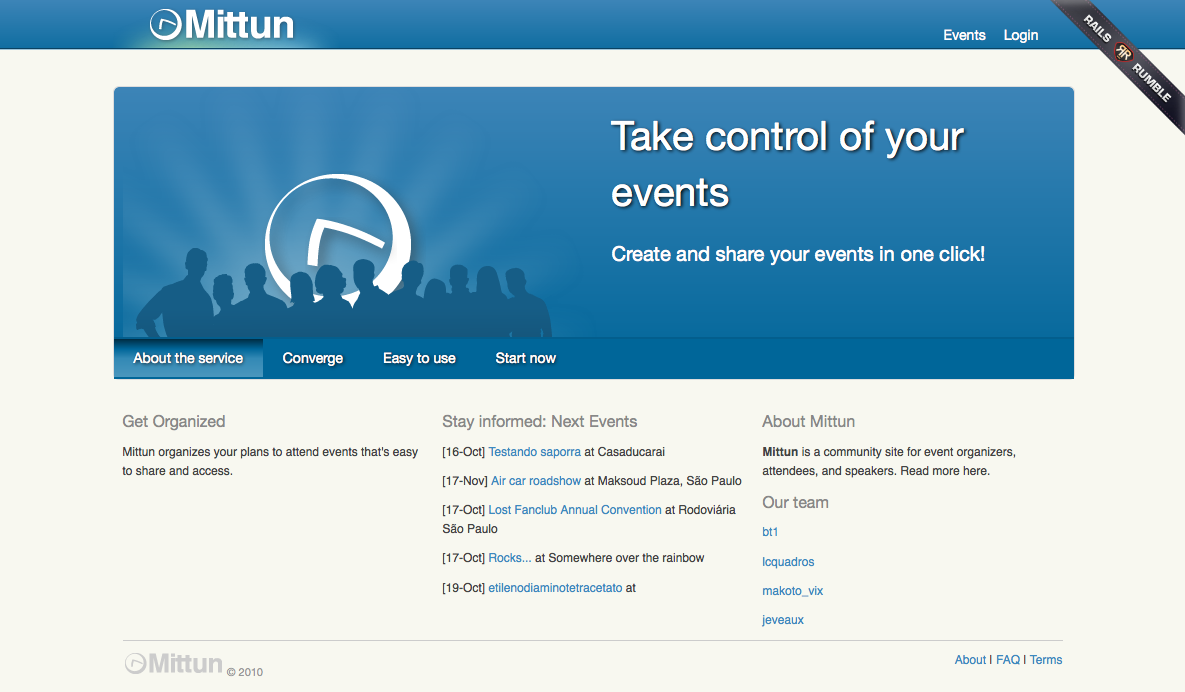 Mittun
Events Login
RAILS RUMBLE
Take control of your
events
Create and share your events in one click!
About the service Converge Easy to use Start now
Get Organized
Mittun organizes your plans to attend events that's easy
to share and access.
Stay informed: Next Events
[16-Oct] Testando saporra at Casaducarai
[17-Nov] Air car roadshow at Maksoud Plaza, São Paulo
[17-Oct] Lost Fanclub Annual Convention at Rodoviária
São Paulo
[17-Oct] Rocks... at Somewhere over the rainbow
[19-Oct] etilenodiaminotetracetato at
About Mittun
Mittun is a community site for event organizers,
attendees, and speakers. Read more here.
Our team
bt1
lcquadros
makoto_vix
jeveaux
Mittun © 2010
About | FAQ | Terms